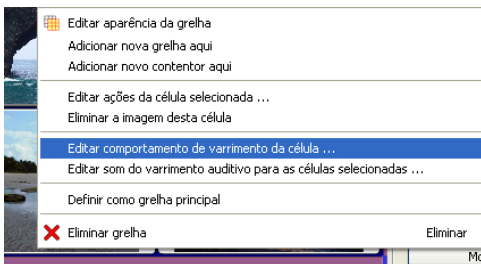 Editar aparência da grelha
Adicionar nova grelha aqui
Adicionar novo contentor aqui
Editar ações da célula selecionada ...
Eliminar a imagem desta célula
Editar comportamento de varrimento da célula ...
Editar som do varrimento auditivo para as células selecionadas ...
Definir como grelha principal
Eliminar grelha Eliminar